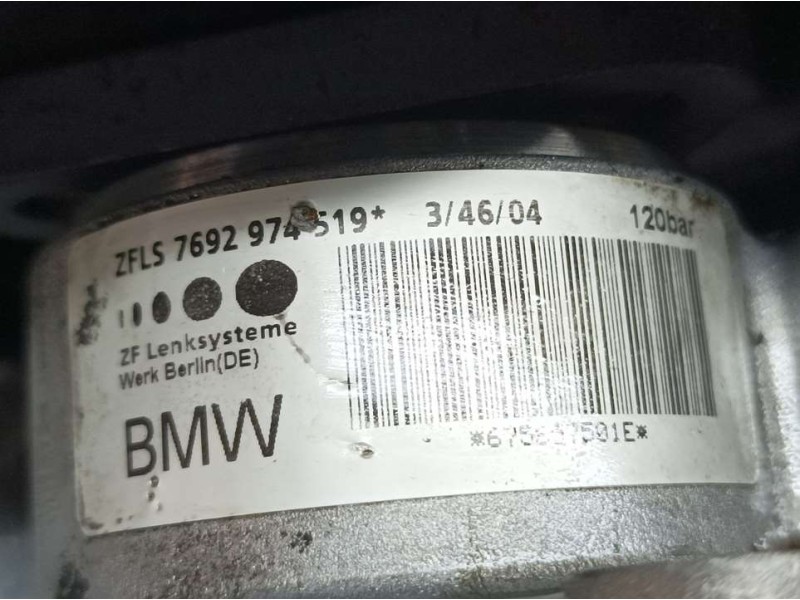 ZFLS 7692 974 519* 3/46/04 120bar
ZF Lenksysteme
Werk Berlin(DE)
BMW